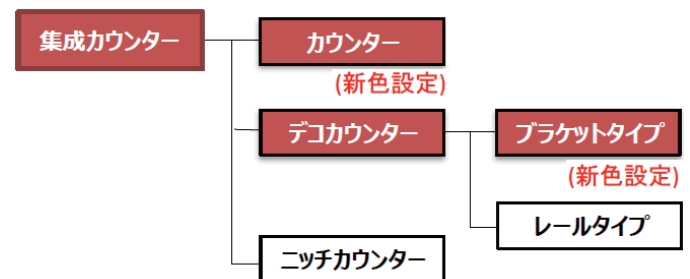 集成カウンター
カウンター
(新色設定)
デコカウンター
ブラケットタイプ
(新色設定)
レールタイプ
ニッチカウンター